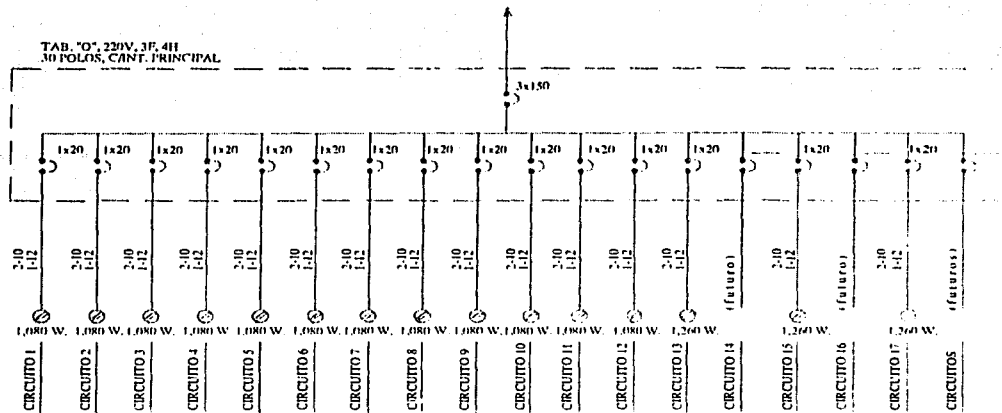 TAB. "O", 220V, 3F, 4H
30 POLOS, C/INT. PRINCIPAL
3x150
1x20 1x20 1x20 1x20 1x20 1x20 1x20 1x20 1x20 1x20 1x20 1x20 1x20 1x20 1x20
2-10 2-10 2-10 2-10 2-10 2-10 2-10 2-10 2-10 2-10 2-10 2-10 2-10 (futuro) 2-10 (futuro) 2-10 (futuros)
1-12 1-12 1-12 1-12 1-12 1-12 1-12 1-12 1-12 1-12 1-12 1-12 1-12 1-12 1-12
1,080 W. 1,080 W. 1,080 W. 1,080 W. 1,080 W. 1,080 W. 1,080 W. 1,080 W. 1,080 W. 1,080 W. 1,080 W. 1,080 W. 1,260 W. 1,260 W. 1,260 W.
CIRCUITO 1
CIRCUITO 2
CIRCUITO 3
CIRCUITO 4
CIRCUITO 5
CIRCUITO 6
CIRCUITO 7
CIRCUITO 8
CIRCUITO 9
CIRCUITO 10
CIRCUITO 11
CIRCUITO 12
CIRCUITO 13
CIRCUITO 14
CIRCUITO 15
CIRCUITO 16
CIRCUITO 17
CIRCUITOS